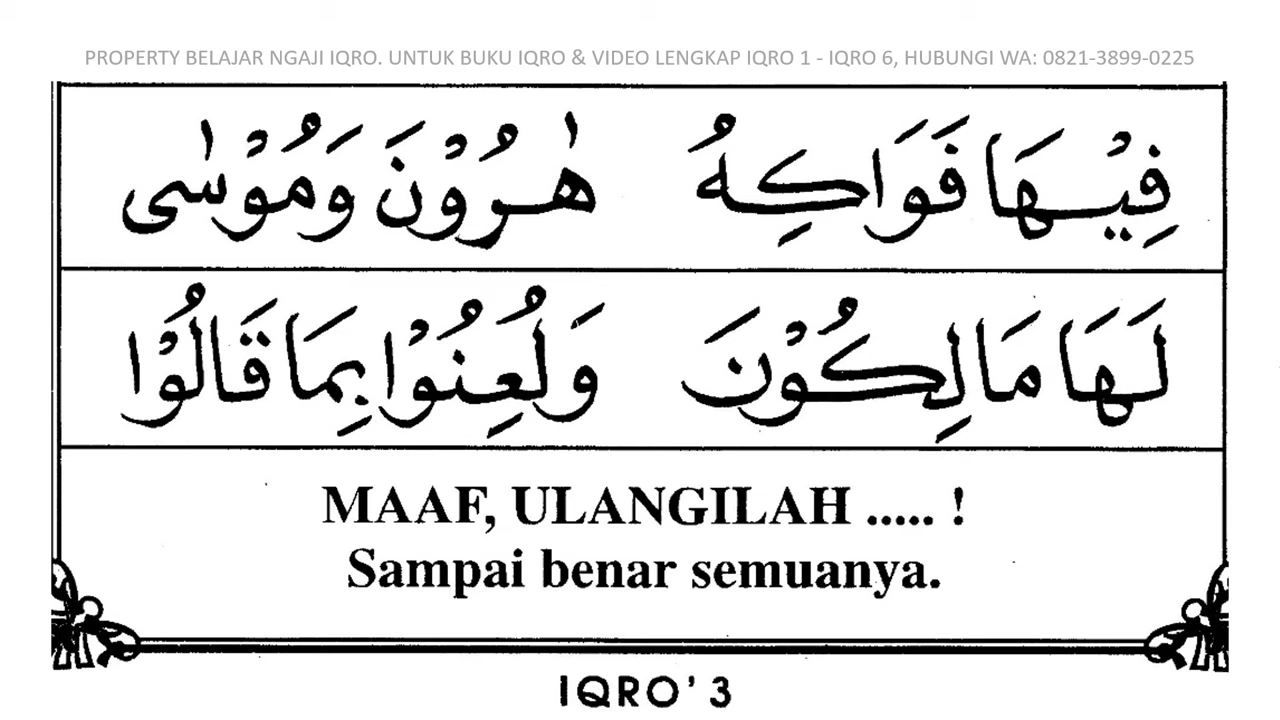 PROPERTY BELAJAR NGAJI IQRO. UNTUK BUKU IQRO & VIDEO LENGKAP IQRO 1 - IQRO 6, HUBUNGI WA: 0821-3899-0225
فِيْهَا فَوَاكِهُ هٰرُوْنَ وَمُوْسٰى
لَهَا مَالِكُوْنَ وَلُعِنُوْا بِمَا قَالُوْا
MAAF, ULANGILAH ..... !
Sampai benar semuanya.
IQRO' 3